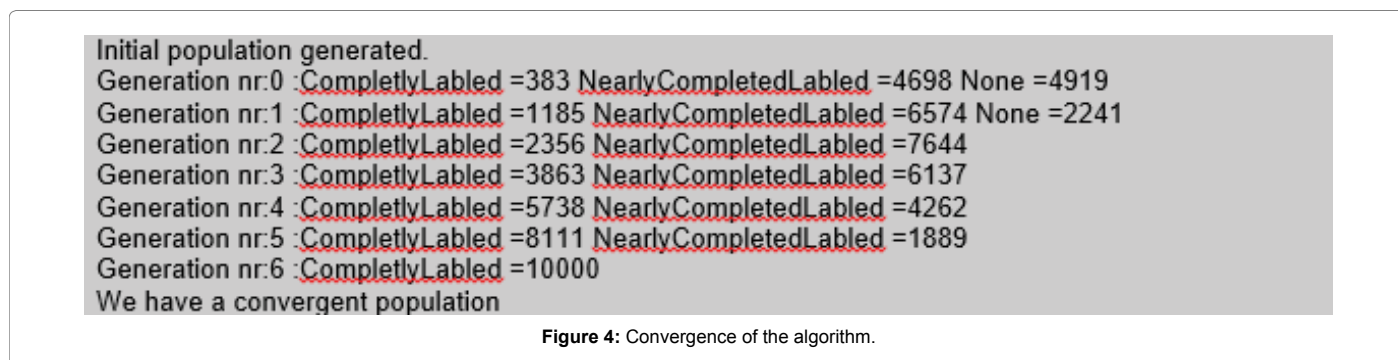 Initial population generated.
Generation nr:0 :CompletlyLabled =383 NearlyCompletedLabled =4698 None =4919
Generation nr:1 :CompletlyLabled =1185 NearlyCompletedLabled =6574 None =2241
Generation nr:2 :CompletlyLabled =2356 NearlyCompletedLabled =7644
Generation nr:3 :CompletlyLabled =3863 NearlyCompletedLabled =6137
Generation nr:4 :CompletlyLabled =5738 NearlyCompletedLabled =4262
Generation nr:5 :CompletlyLabled =8111 NearlyCompletedLabled =1889
Generation nr:6 :CompletlyLabled =10000
We have a convergent population
Figure 4: Convergence of the algorithm.